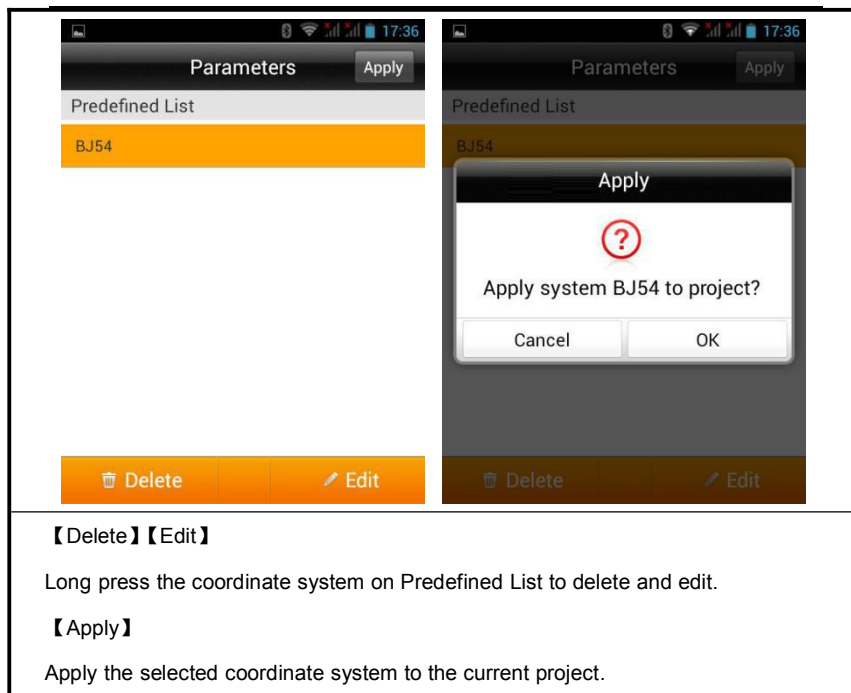 17:36
Parameters
Apply
Predefined List
BJ54
Delete
Edit
17:36
Parameters
Apply
Predefined List
BJ54
Apply
?
Apply system BJ54 to project?
Cancel
OK
Delete
Edit
【Delete】【Edit】
Long press the coordinate system on Predefined List to delete and edit.
【Apply】
Apply the selected coordinate system to the current project.